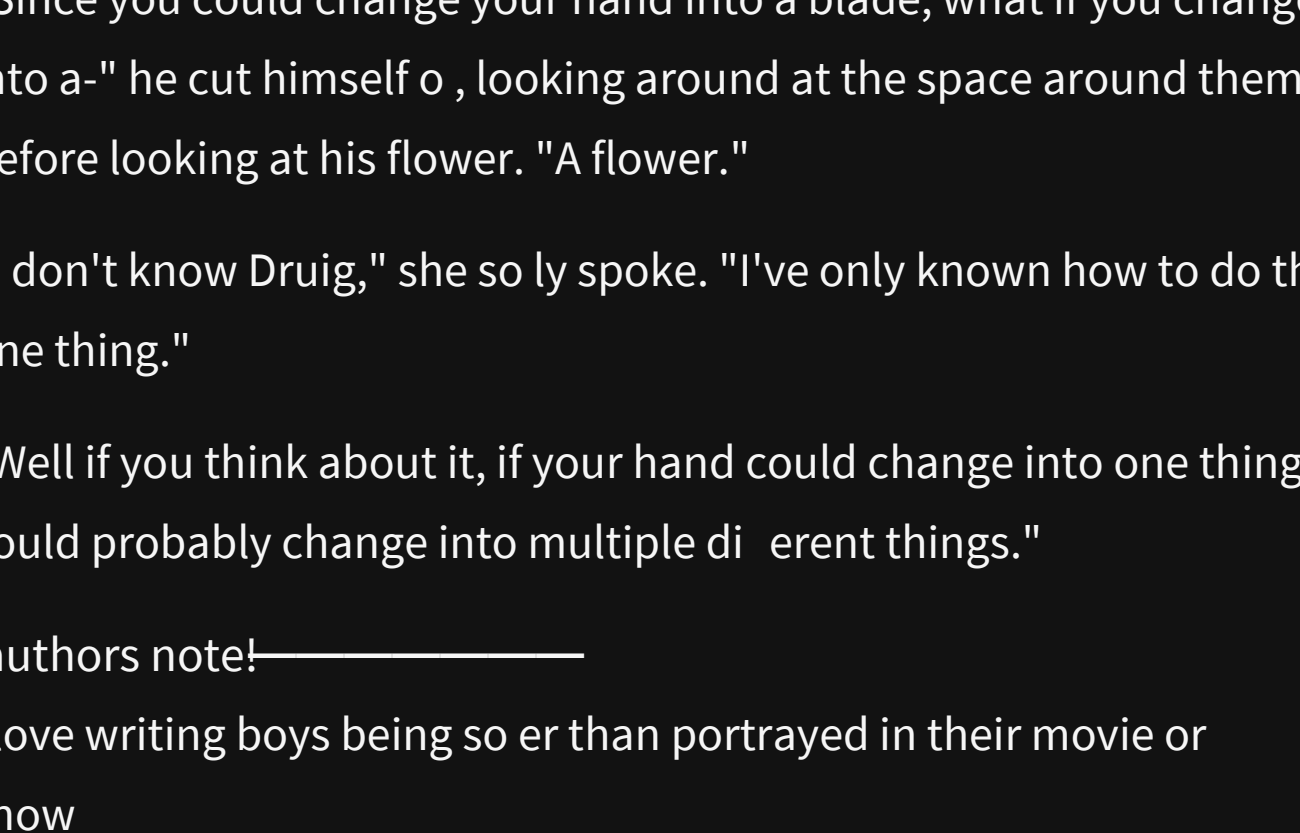 Since you could change your hand into a blade, what if you change
nto a-" he cut himself o , looking around at the space around them
efore looking at his flower. "A flower."
don't know Druig," she so ly spoke. "I've only known how to do th
ne thing."
Well if you think about it, if your hand could change into one thing
ould probably change into multiple di erent things."
authors note!———————
love writing boys being so er than portrayed in their movie or
how